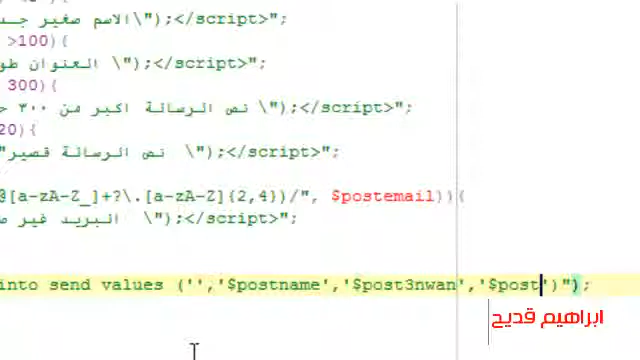 الاسم صغير جد\");</script>";
>100){
العنوان طو \");</script>";
300){
نص الرسالة اكبر من ٣٠٠ ح \");</script>";
20){
نص الرسالة قصير \");</script>";
@[a-zA-Z_]+?\.[a-zA-Z]{2,4})/", $postemail)){
البريد غير ص \");</script>";
into send values ('','$postname','$post3nwan','$post')");
ابراهيم قديح